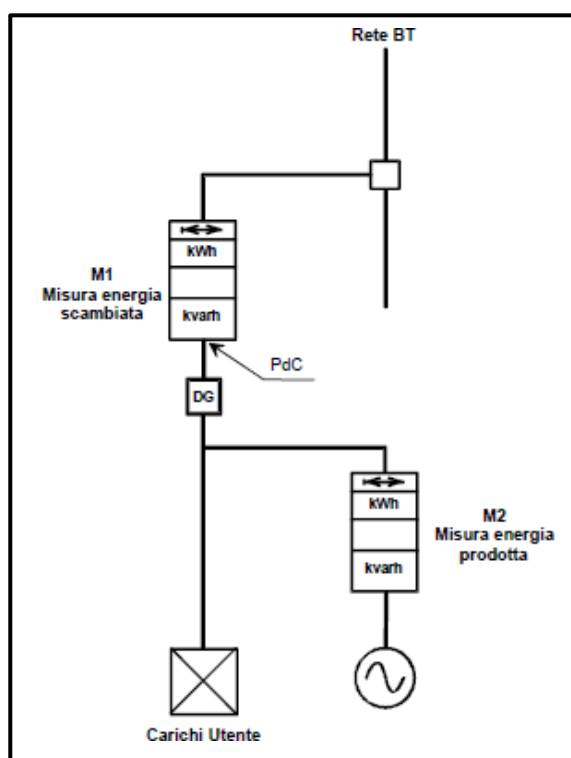 Rete BT
kWh
kvarh
M1
Misura energia
scambiata
PdC
DG
kWh
kvarh
M2
Misura energia
prodotta
Carichi Utente